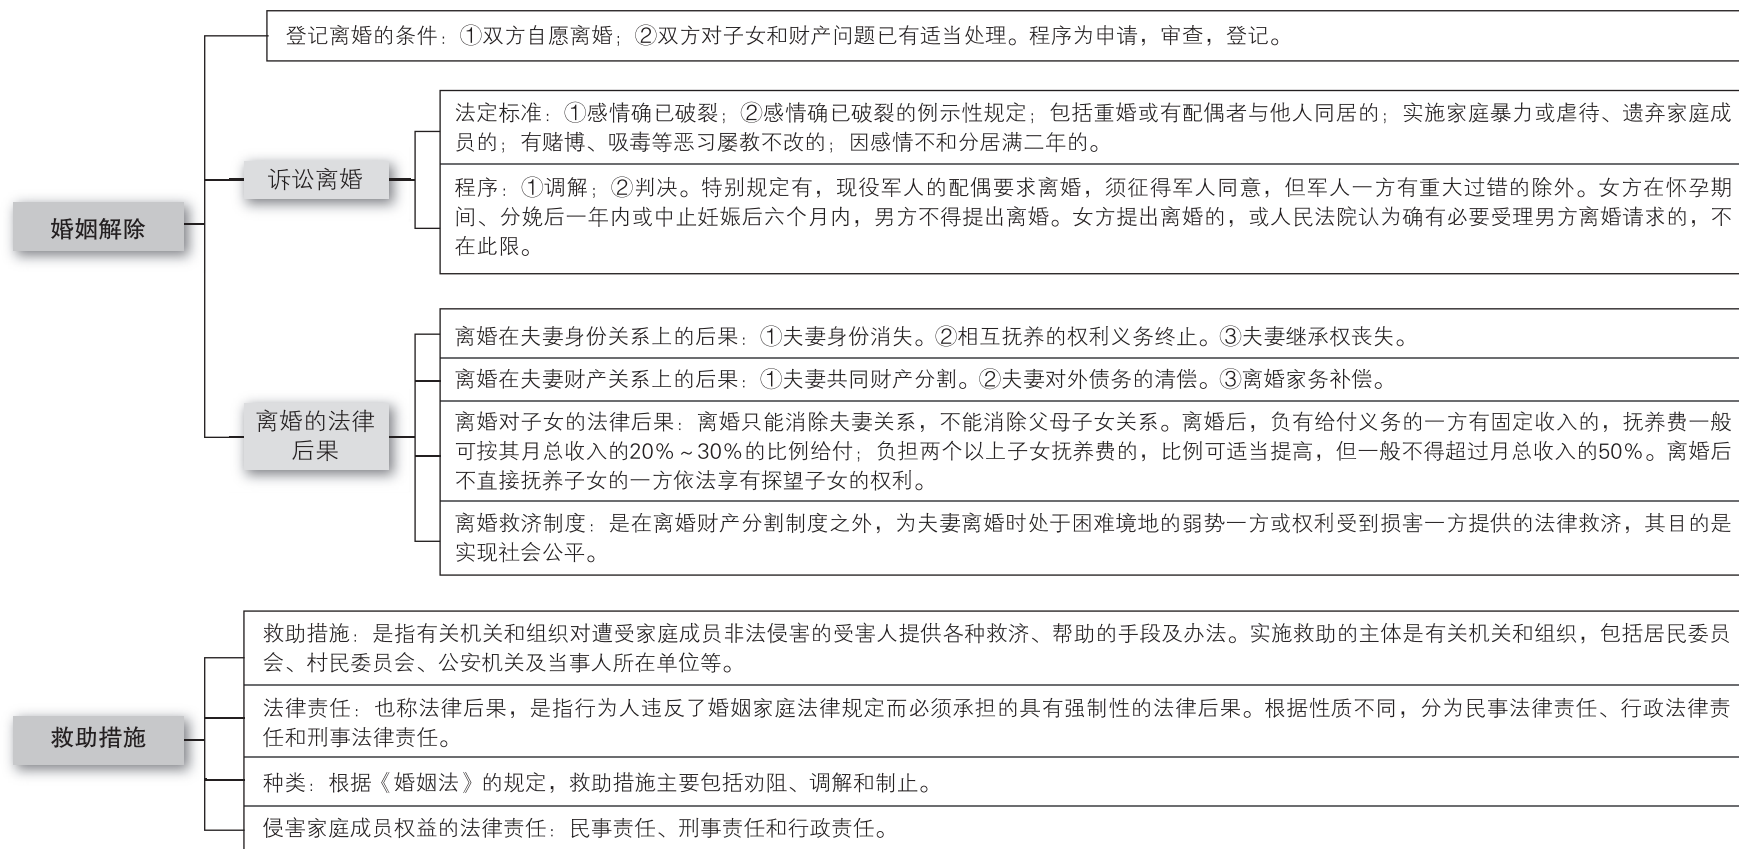 登记离婚的条件：①双方自愿离婚；②双方对子女和财产问题已有适当处理。程序为申请，审查，登记。
婚姻解除
诉讼离婚
法定标准：①感情确已破裂；②感情确已破裂的例示性规定；包括重婚或有配偶者与他人同居的；实施家庭暴力或虐待、遗弃家庭成
员的；有赌博、吸毒等恶习屡教不改的；因感情不和分居满二年的。
程序：①调解；②判决。特别规定有，现役军人的配偶要求离婚，须征得军人同意，但军人一方有重大过错的除外。女方在怀孕期
间、分娩后一年内或中止妊娠后六个月内，男方不得提出离婚。女方提出离婚的，或人民法院认为确有必要受理男方离婚请求的，不
在此限。
离婚的法律
后果
离婚在夫妻身份关系上的后果：①夫妻身份消失。②相互抚养的权利义务终止。③夫妻继承权丧失。
离婚在夫妻财产关系上的后果：①夫妻共同财产分割。②夫妻对外债务的清偿。③离婚家务补偿。
离婚对子女的法律后果：离婚只能消除夫妻关系，不能消除父母子女关系。离婚后，负有给付义务的一方有固定收入的，抚养费一般
可按其月总收入的20%～30%的比例给付；负担两个以上子女抚养费的，比例可适当提高，但一般不得超过月总收入的50%。离婚后
不直接抚养子女的一方依法享有探望子女的权利。
离婚救济制度：是在离婚财产分割制度之外，为夫妻离婚时处于困难境地的弱势一方或权利受到损害一方提供的法律救济，其目的是
实现社会公平。
救助措施
救助措施：是指有关机关和组织对遭受家庭成员非法侵害的受害人提供各种救济、帮助的手段及办法。实施救助的主体是有关机关和组织，包括居民委员
会、村民委员会、公安机关及当事人所在单位等。
法律责任：也称法律后果，是指行为人违反了婚姻家庭法律规定而必须承担的具有强制性的法律后果。根据性质不同，分为民事法律责任、行政法律责
任和刑事法律责任。
种类：根据《婚姻法》的规定，救助措施主要包括劝阻、调解和制止。
侵害家庭成员权益的法律责任：民事责任、刑事责任和行政责任。